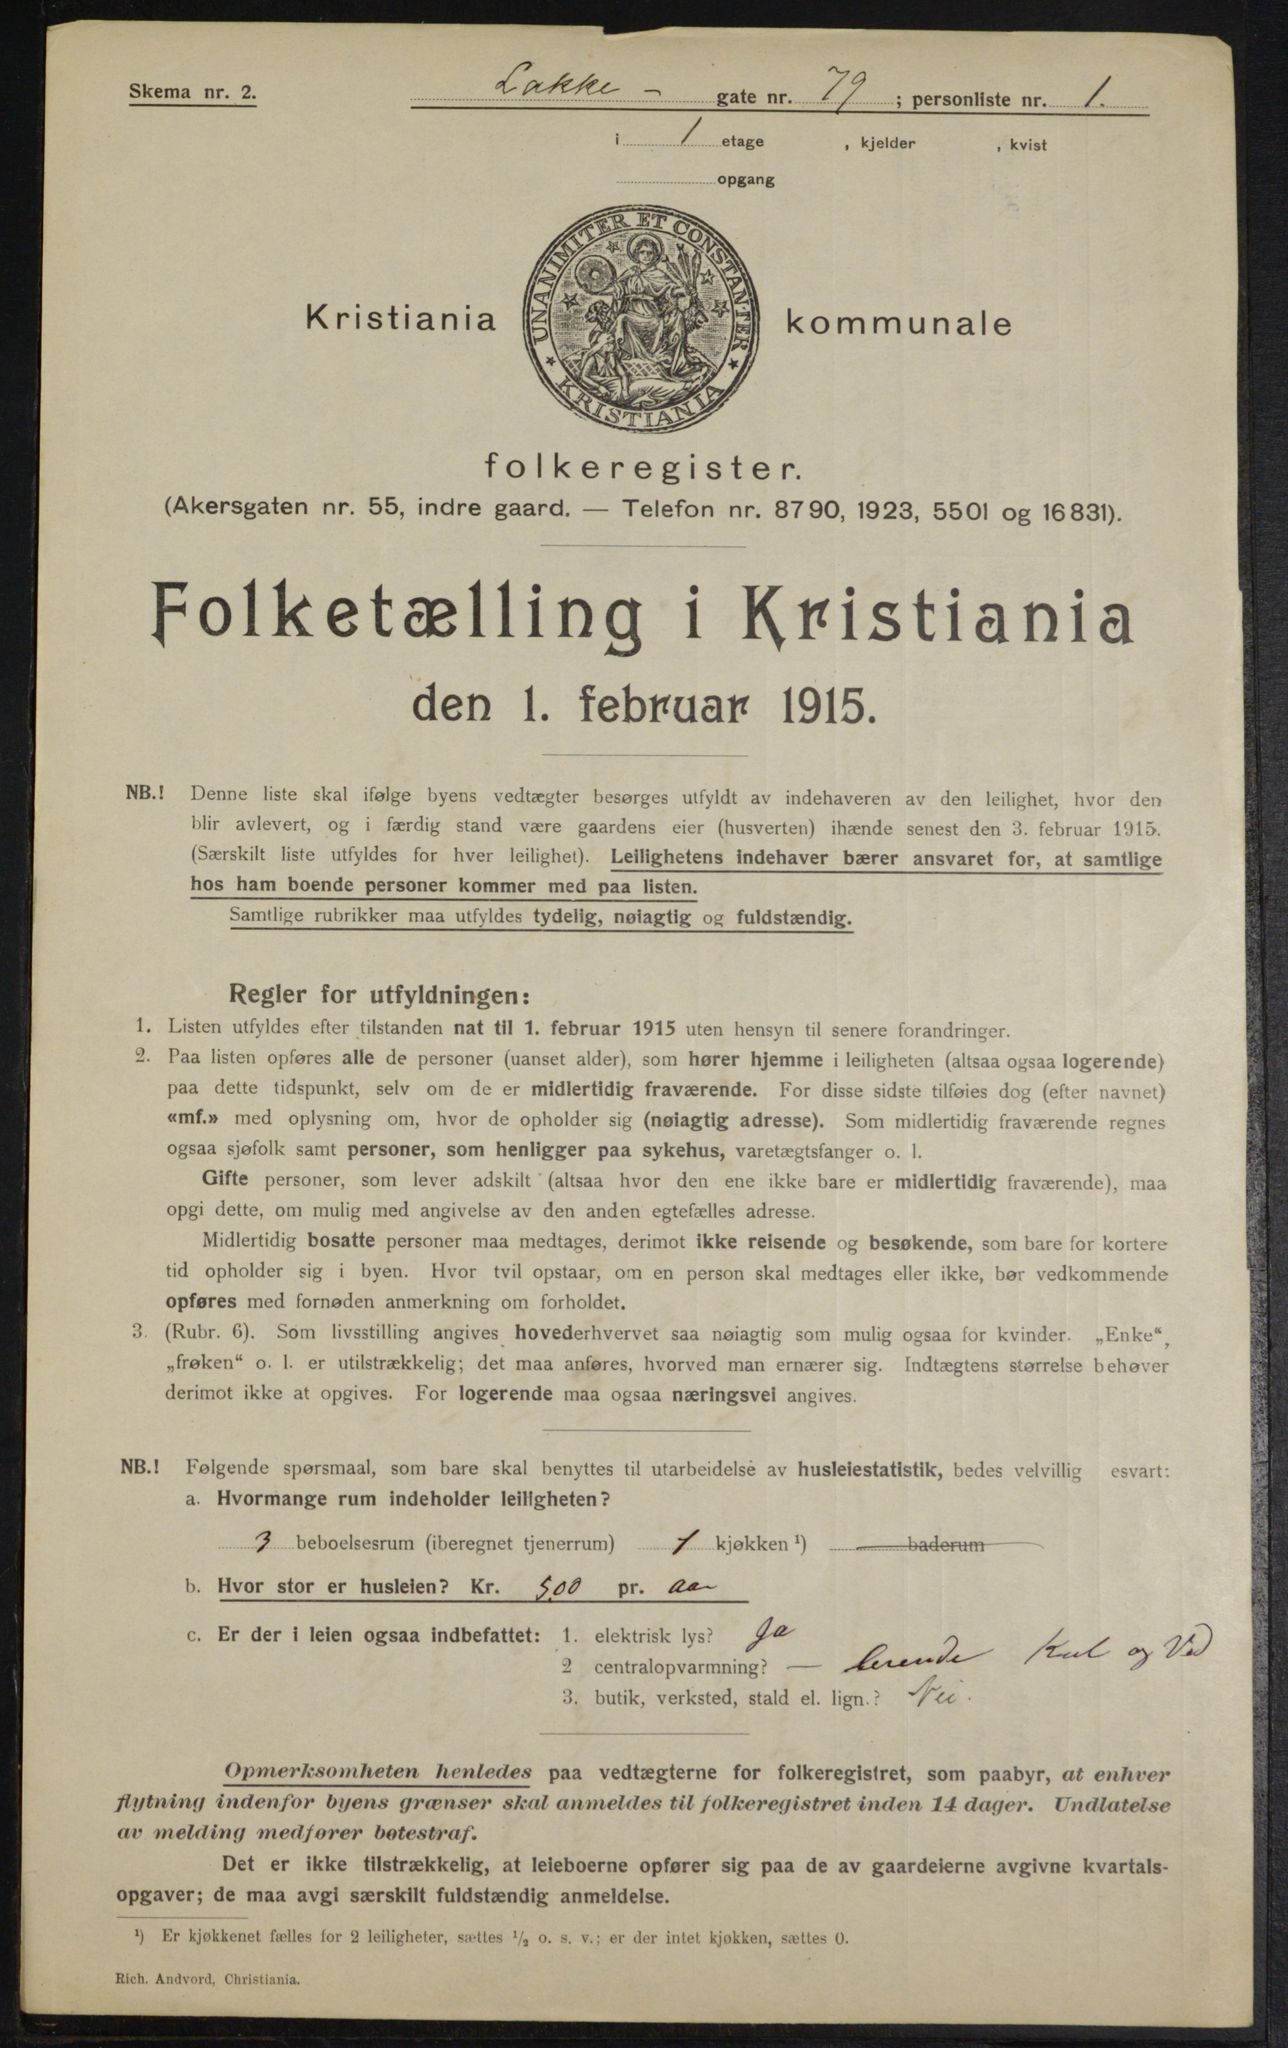 Skema nr. 2.
Lakke- gate nr. 79; personliste nr. 1.
i 1 etage , kjelder , kvist
opgang
UNANIMITER ET CONSTANTER
KRISTIANIA
Kristiania kommunale
folkeregister.
(Akersgaten nr. 55, indre gaard. — Telefon nr. 8790, 1923, 5501 og 16831).
Folketælling i Kristiania
den 1. februar 1915.
NB.! Denne liste skal ifølge byens vedtægter besørges utfyldt av indehaveren av den leilighet, hvor den
blir avlevert, og i færdig stand være gaardens eier (husverten) ihænde senest den 3. februar 1915.
(Særskilt liste utfyldes for hver leilighet). Leilighetens indehaver bærer ansvaret for, at samtlige
hos ham boende personer kommer med paa listen.
Samtlige rubrikker maa utfyldes tydelig, nøiagtig og fuldstændig.
Regler for utfyldningen:
1. Listen utfyldes efter tilstanden nat til 1. februar 1915 uten hensyn til senere forandringer.
2. Paa listen opføres alle de personer (uanset alder), som hører hjemme i leiligheten (altsaa ogsaa logerende)
paa dette tidspunkt, selv om de er midlertidig fraværende. For disse sidste tilføies dog (efter navnet)
«mf.» med oplysning om, hvor de opholder sig (nøiagtig adresse). Som midlertidig fraværende regnes
ogsaa sjøfolk samt personer, som henligger paa sykehus, varetægtsfanger o. l.
Gifte personer, som lever adskilt (altsaa hvor den ene ikke bare er midlertidig fraværende), maa
opgi dette, om mulig med angivelse av den anden egtefælles adresse.
Midlertidig bosatte personer maa medtages, derimot ikke reisende og besøkende, som bare for kortere
tid opholder sig i byen. Hvor tvil opstaar, om en person skal medtages eller ikke, bør vedkommende
opføres med fornøden anmerkning om forholdet.
3. (Rubr. 6). Som livsstilling angives hovederhvervet saa nøiagtig som mulig ogsaa for kvinder. „Enke“,
„frøken“ o. l. er utilstrækkelig; det maa anføres, hvorved man ernærer sig. Indtægtens størrelse behøver
derimot ikke at opgives. For logerende maa ogsaa næringsvei angives.
NB.! Følgende spørsmaal, som bare skal benyttes til utarbeidelse av husleiestatistik, bedes velvillig esvart:
a. Hvormange rum indeholder leiligheten?
3 beboelsesrum (iberegnet tjenerrum) 1 kjøkken ¹) baderum
b. Hvor stor er husleien? Kr. 500 pr. aar
c. Er der i leien ogsaa indbefattet: 1. elektrisk lys? Ja
2 centralopvarmning? — Kul og Ved
3. butik, verksted, stald el. lign.? Nei.
Opmerksomheten henledes paa vedtægterne for folkeregistret, som paabyr, at enhver
flytning indenfor byens grænser skal anmeldes til folkeregistret inden 14 dager. Undlatelse
av melding medfører bøtestraf.
Det er ikke tilstrækkelig, at leieboerne opfører sig paa de av gaardeierne avgivne kvartals-
opgaver; de maa avgi særskilt fuldstændig anmeldelse.
¹) Er kjøkkenet fælles for 2 leiligheter, sættes ½ o. s. v.; er der intet kjøkken, sættes 0.
Rich. Andvord, Christiania.